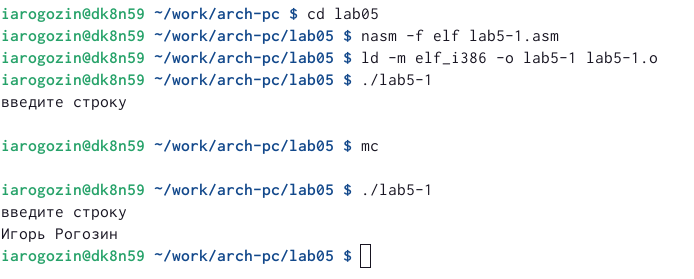 iarogozin@dk8n59 ~/work/arch-pc $ cd lab05
iarogozin@dk8n59 ~/work/arch-pc/lab05 $ nasm -f elf lab5-1.asm
iarogozin@dk8n59 ~/work/arch-pc/lab05 $ ld -m elf_i386 -o lab5-1 lab5-1.o
iarogozin@dk8n59 ~/work/arch-pc/lab05 $ ./lab5-1
введите строку
iarogozin@dk8n59 ~/work/arch-pc/lab05 $ mc
iarogozin@dk8n59 ~/work/arch-pc/lab05 $ ./lab5-1
введите строку
Игорь Рогозин
iarogozin@dk8n59 ~/work/arch-pc/lab05 $